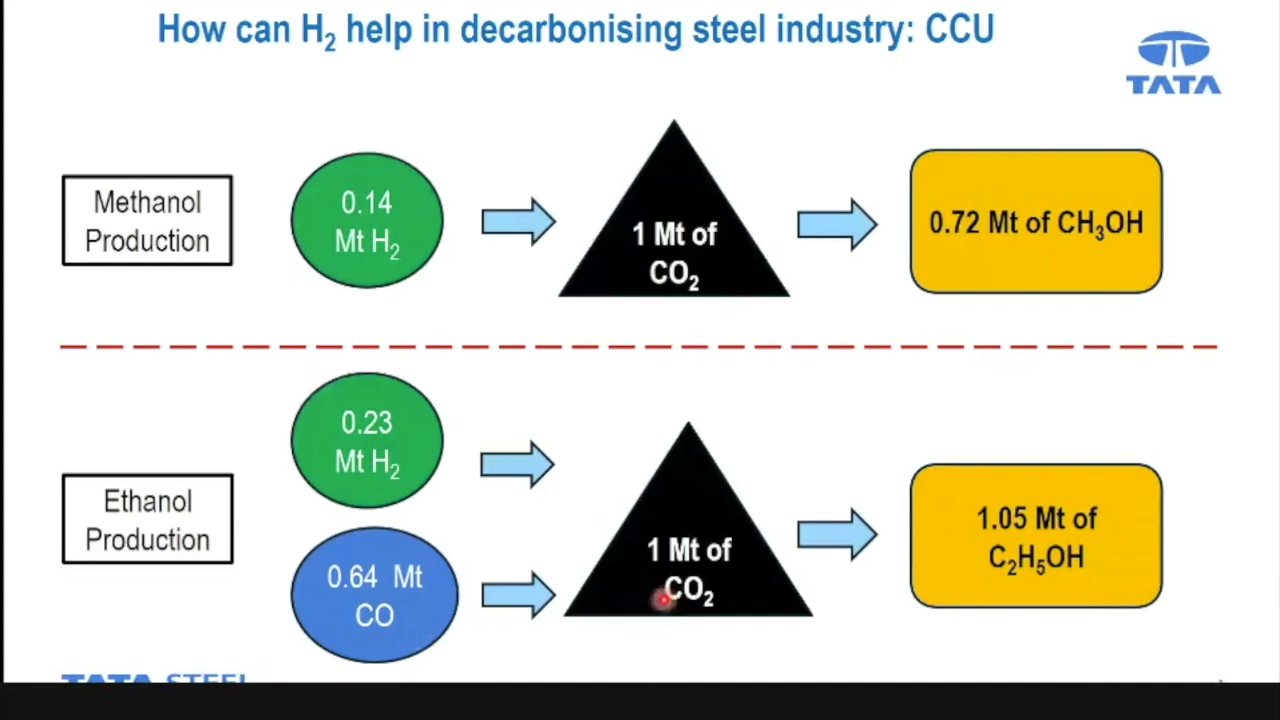 How can H₂ help in decarbonising steel industry: CCU
TATA
Methanol
Production
0.14
Mt H₂
1 Mt of
CO₂
0.72 Mt of CH₃OH
0.23
Mt H₂
Ethanol
Production
0.64 Mt
CO
1 Mt of
CO₂
1.05 Mt of
C₂H₅OH
TATA STEEL